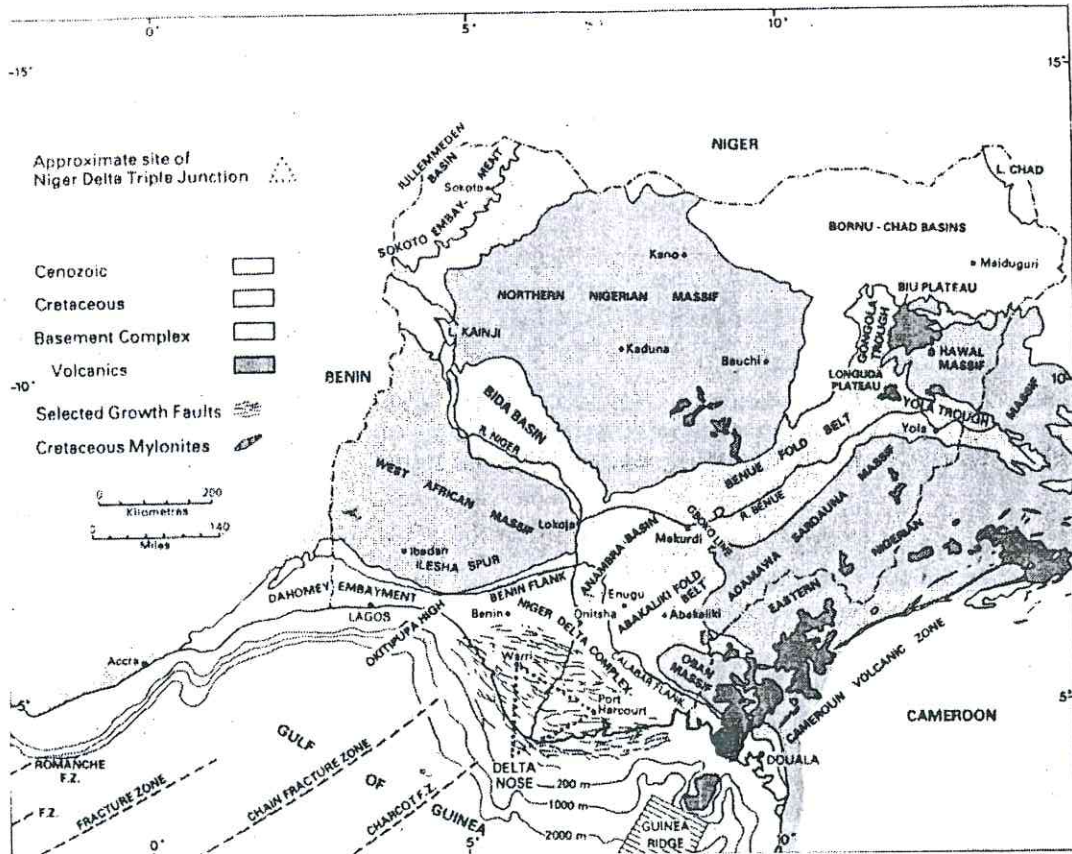 0°
5°
10°
-15°
15°
NIGER
L. CHAD
IULLEMMEDEN
BASIN
SOKOTO EMBAY-
MENT
Sokoto
Approximate site of
Niger Delta Triple Junction
BORNU - CHAD BASINS
Maiduguri
Kano
BIU PLATEAU
Cenozoic
Cretaceous
Basement Complex
Volcanics
Selected Growth Faults
Cretaceous Mylonites
NORTHERN NIGERIAN MASSIF
L. KAINJI
Kaduna
Bauchi
GONGOLA
TROUGH
HAWAL
MASSIF
LONGUDA
PLATEAU
-10°
10
BENIN
BIDA BASIN
R. NIGER
YOLA TROUGH
Yola
MASSIF
BENUE FOLD BELT
R. BENUE
0 200
Kilometres
0 140
Miles
WEST AFRICAN MASSIF
Lokoja
Makurdi
GBOKO LINE
ADAMAWA SARDAUNA MASSIF
EASTERN NIGERIAN
Ibadan
ILESHA SPUR
ANAMBRA-BASIN
DAHOMEY EMBAYMENT
BENIN FLANK
Enugu
Onitsha
ABAKALIKI FOLD
BELT
Abakaliki
LAGOS
Benin
OKITIPUPA HIGH
NIGER DELTA
COMPLEX
Accra
Warri
CALABAR FLANK
OBAN
MASSIF
CAMEROUN VOLCANIC ZONE
Port
Harcourt
5°
5°
CAMEROON
GULF
OF
GUINEA
DOUALA
ROMANCHE
F.Z.
F.Z.
FRACTURE ZONE
CHAIN FRACTURE ZONE
CHARCOT F.Z.
DELTA
NOSE
200 m
1000 m
2000 m
GUINEA
RIDGE
0°
5°
10°